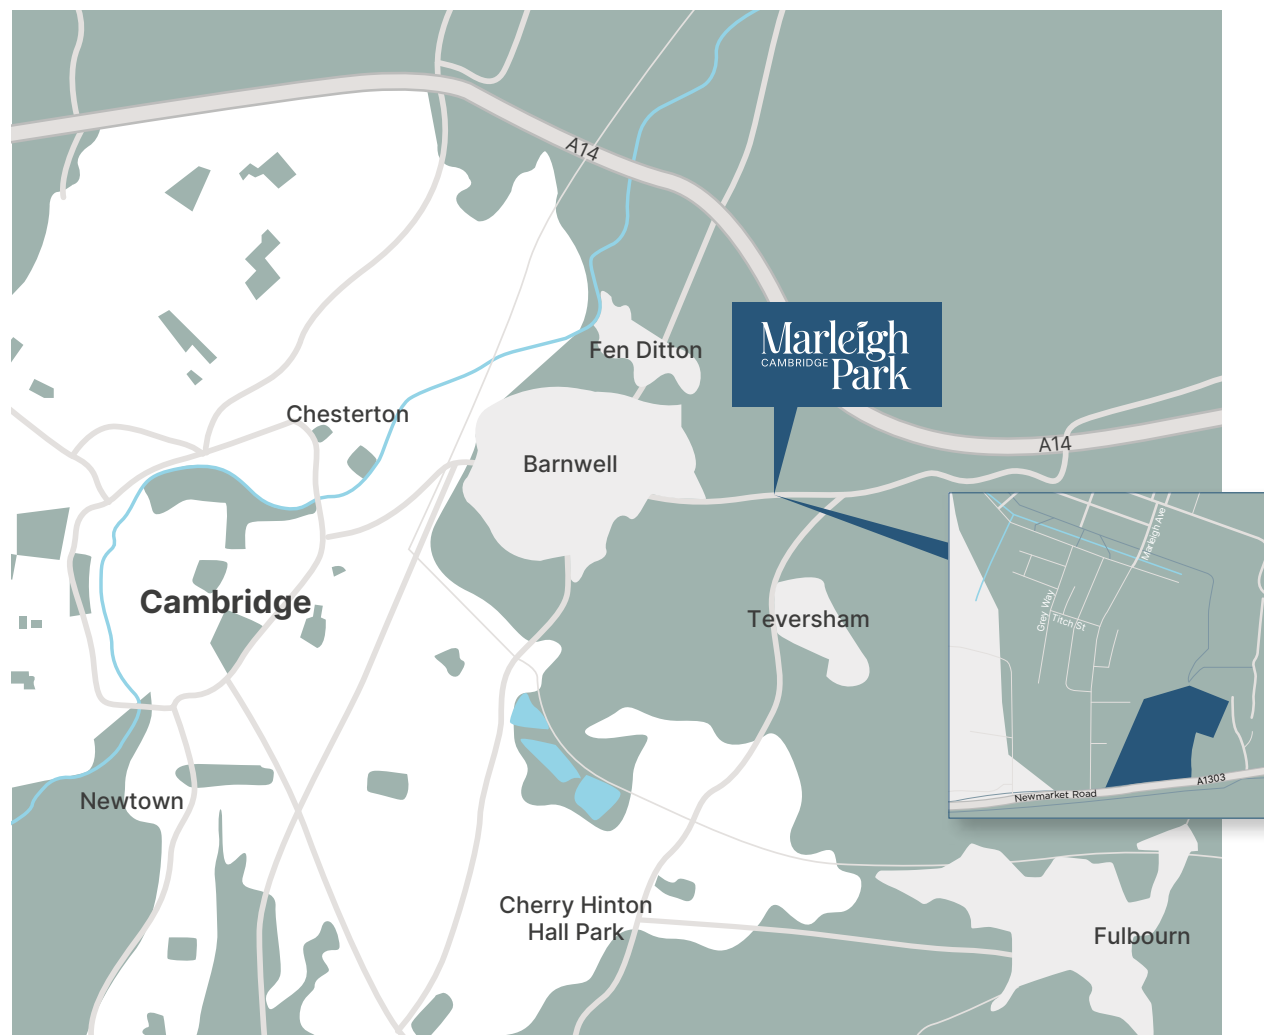 A14
Marleigh
CAMBRIDGE
Park
Fen Ditton
Chesterton
A14
Barnwell
Marleigh Ave
Cambridge
Grey Way
Titch St
Teversham
A1303
Newmarket Road
Newtown
Cherry Hinton
Hall Park
Fulbourn